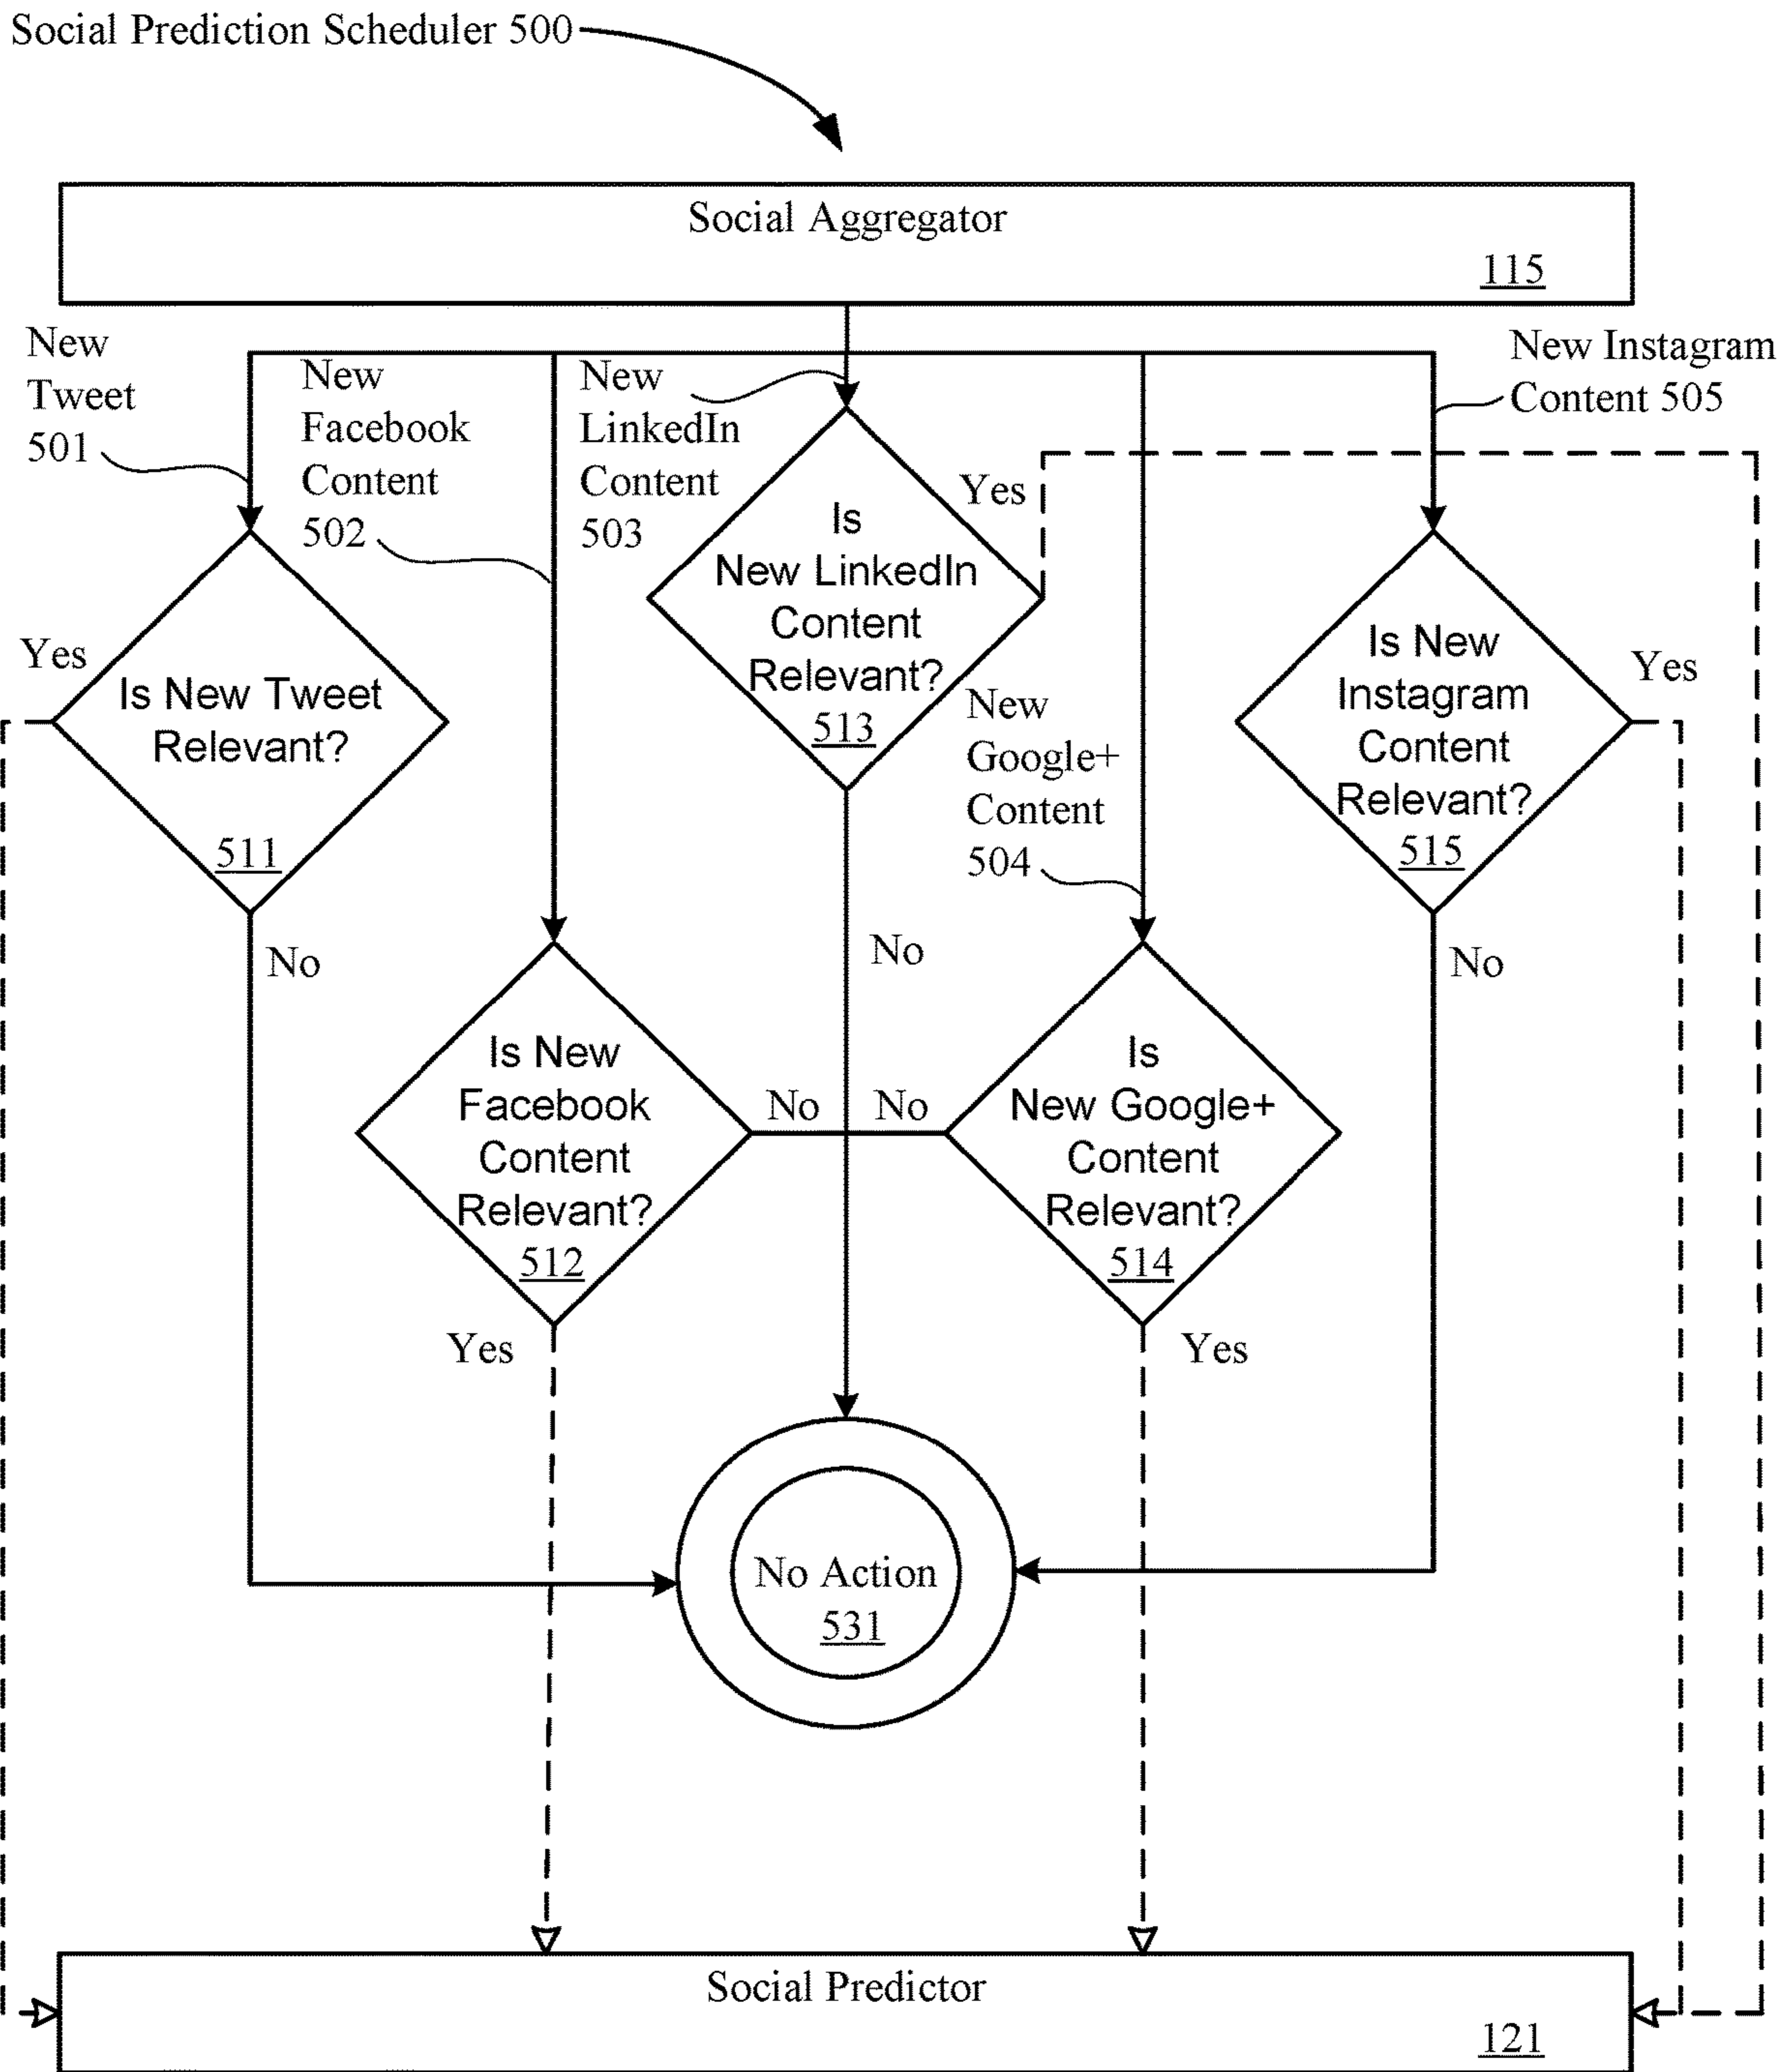 Social Prediction Scheduler 500
Social Aggregator
115
New
Tweet
501
New
Facebook
Content
502
New
LinkedIn
Content
503
New Instagram
Content 505
Yes
Is
New LinkedIn
Content
Relevant?
513
Yes
Is New Tweet
Relevant?
511
New
Google+
Content
504
Is New
Instagram
Content
Relevant?
515
Yes
No
No
No
Is New
Facebook
Content
Relevant?
512
No
No
Is
New Google+
Content
Relevant?
514
Yes
Yes
No Action
531
Social Predictor
121